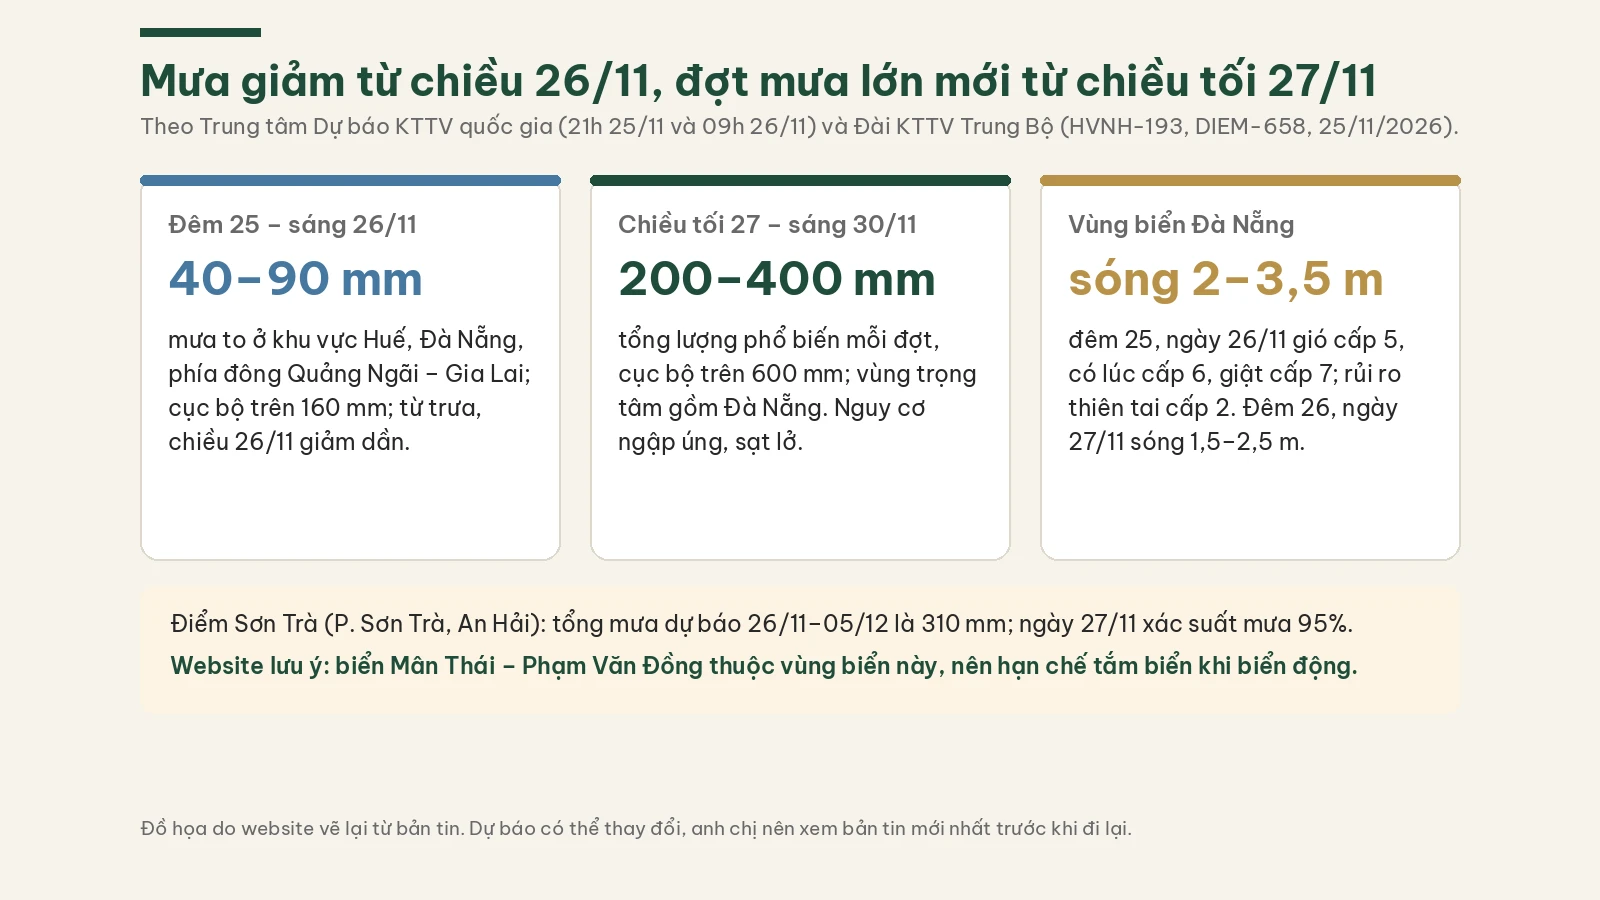 Mưa giảm từ chiều 26/11, đợt mưa lớn mới từ chiều tối 27/11
Theo Trung tâm Dự báo KTTV quốc gia (21h 25/11 và 09h 26/11) và Đài KTTV Trung Bộ (HVNH-193, DIEM-658, 25/11/2026).
Đêm 25 – sáng 26/11
40–90 mm
mưa to ở khu vực Huế, Đà Nẵng,
phía đông Quảng Ngãi – Gia Lai;
cục bộ trên 160 mm; từ trưa,
chiều 26/11 giảm dần.
Chiều tối 27 – sáng 30/11
200–400 mm
tổng lượng phổ biến mỗi đợt,
cục bộ trên 600 mm; vùng trọng
tâm gồm Đà Nẵng. Nguy cơ
ngập úng, sạt lở.
Vùng biển Đà Nẵng
sóng 2–3,5 m
đêm 25, ngày 26/11 gió cấp 5,
có lúc cấp 6, giật cấp 7; rủi ro
thiên tai cấp 2. Đêm 26, ngày
27/11 sóng 1,5–2,5 m.
Điểm Sơn Trà (P. Sơn Trà, An Hải): tổng mưa dự báo 26/11–05/12 là 310 mm; ngày 27/11 xác suất mưa 95%.
Website lưu ý: biển Mân Thái – Phạm Văn Đồng thuộc vùng biển này, nên hạn chế tắm biển khi biển động.
Đồ họa do website vẽ lại từ bản tin. Dự báo có thể thay đổi, anh chị nên xem bản tin mới nhất trước khi đi lại.